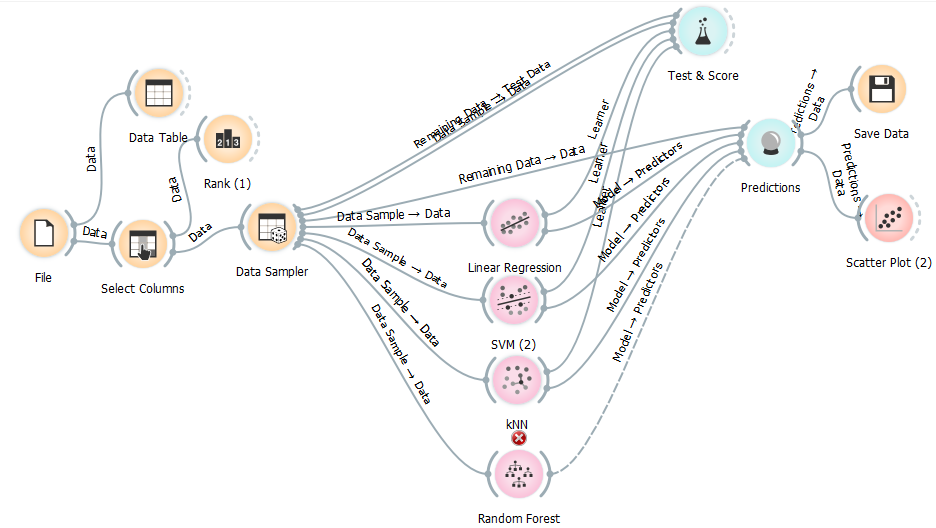 Test & Score
Remaining Data → Test Data
Data Sample → Data
Data
Data Table
213
Rank (1)
Data
Learner
Learner
Predictions →
Data
Save Data
Remaining Data → Data
Model → Predictors
Predictions
Predictions
Data
File
Data
Select Columns
Data
Data Sampler
Data Sample → Data
Linear Regression
Model → Predictors
Scatter Plot (2)
Data Sample → Data
SVM (2)
Model → Predictors
Data Sample → Data
kNN
Model → Predictors
Data Sample → Data
Random Forest